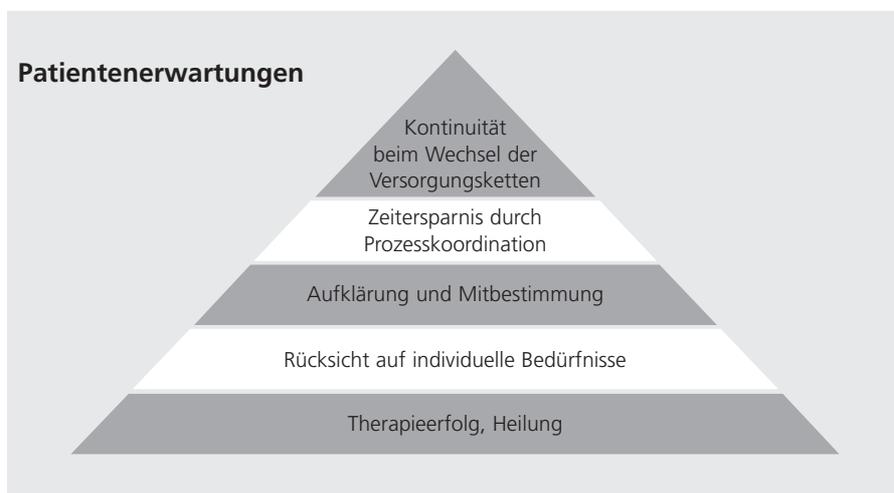 Patientenerwartungen
Kontinuität
beim Wechsel der
Versorgungsketten
Zeitersparnis durch
Prozesskoordination
Aufklärung und Mitbestimmung
Rücksicht auf individuelle Bedürfnisse
Therapieerfolg, Heilung